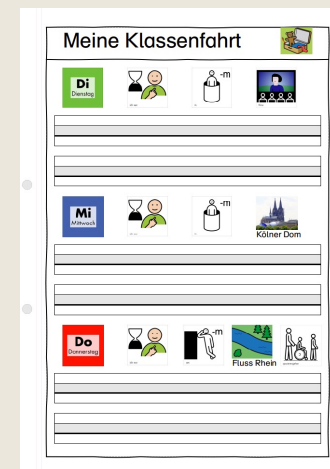 Meine Klassenfahrt
Di
Dienstag
-m
Mi
Mittwoch
-m
Kölner Dom
Do
Donnerstag
-m
Fluss Rhein